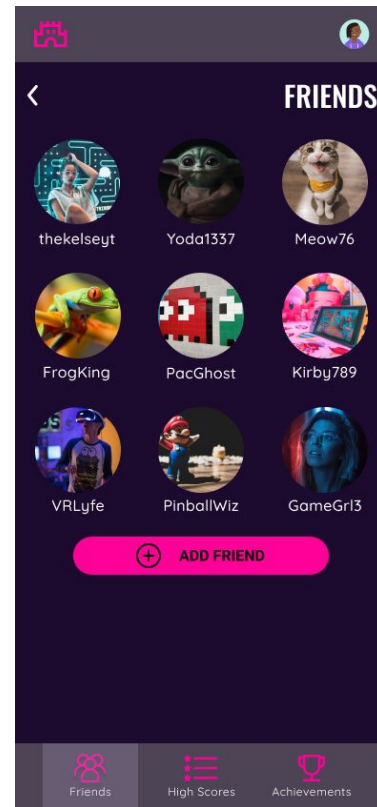 FRIENDS
thekelseyt Yoda1337 Meow76
FrogKing PacGhost Kirby789
VRLyfe PinballWiz GameGrl3
ADD FRIEND
Friends High Scores Achievements